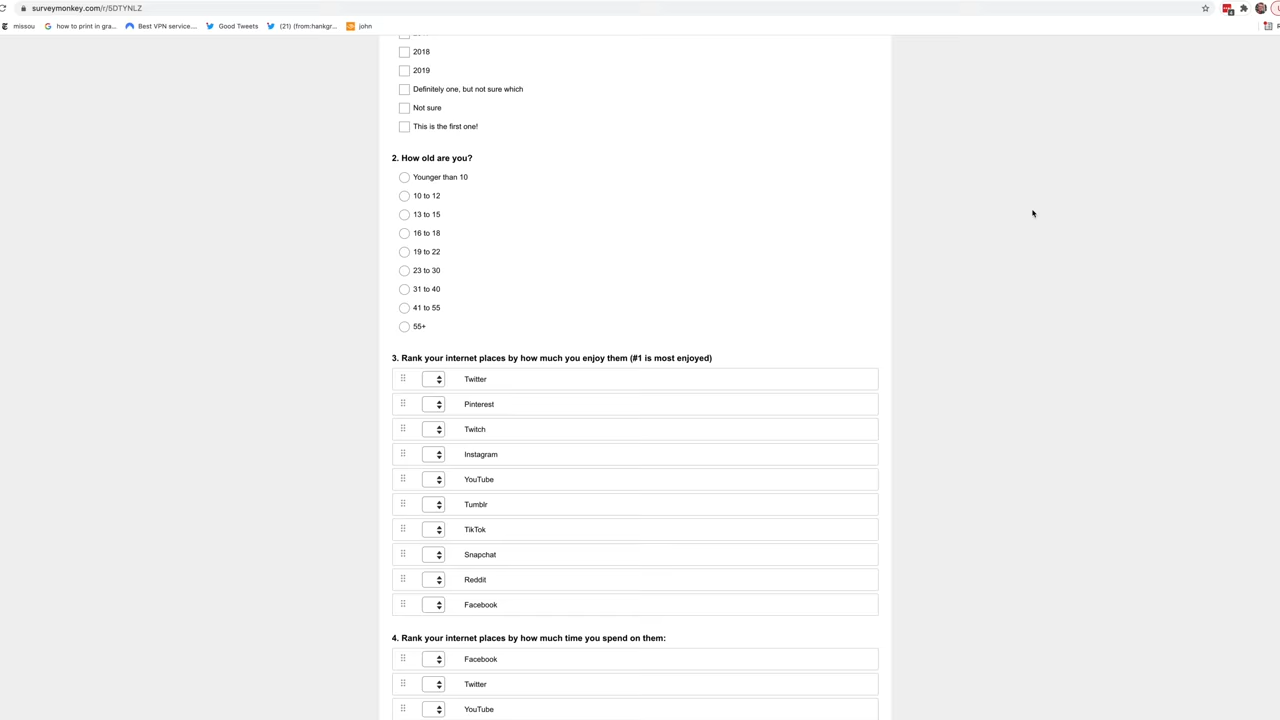 surveymonkey.com/r/5DTYNLZ
missou
how to print in gra...
Best VPN service....
Good Tweets
(21) (from:hankgr...
john
2018
2019
Definitely one, but not sure which
Not sure
This is the first one!
2. How old are you?
Younger than 10
10 to 12
13 to 15
16 to 18
19 to 22
23 to 30
31 to 40
41 to 55
55+
3. Rank your internet places by how much you enjoy them (#1 is most enjoyed)
Twitter
Pinterest
Twitch
Instagram
YouTube
Tumblr
TikTok
Snapchat
Reddit
Facebook
4. Rank your internet places by how much time you spend on them:
Facebook
Twitter
YouTube